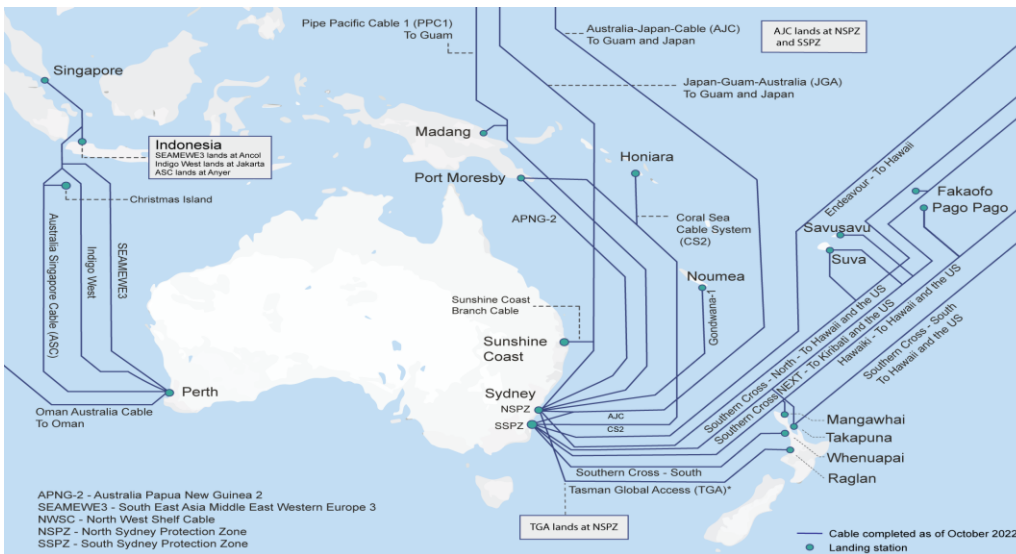 Pipe Pacific Cable 1 (PPC1)
To Guam
Australia-Japan-Cable (AJC)
To Guam and Japan
AJC lands at NSPZ
and SSPZ
Singapore
Japan-Guam-Australia (JGA)
To Guam and Japan
Madang
Indonesia
SEAMEWE3 lands at Ancol
Indigo West lands at Jakarta
ASC lands at Anyer
Honiara
Port Moresby
Christmas Island
APNG-2
Coral Sea
Cable System
(CS2)
Endeavour - To Hawaii
Fakaofo
Pago Pago
Savusavu
Suva
Australia Singapore Cable (ASC)
Indigo West
SEAMEWE3
Noumea
Gondwana-1
Sunshine Coast
Branch Cable
Sunshine
Coast
Southern Cross - North - To Hawaii and the US
Southern Cross NEXT - To Kiribati and the US
Hawaiki - To Hawaii and the US
Southern Cross - South
To Hawaii and the US
Perth
Sydney
NSPZ
SSPZ
AJC
CS2
Oman Australia Cable
To Oman
Mangawhai
Takapuna
Whenuapai
Raglan
Southern Cross - South
Tasman Global Access (TGA)*
TGA lands at NSPZ
APNG-2 - Australia Papua New Guinea 2
SEAMEWE3 - South East Asia Middle East Western Europe 3
NWSC - North West Shelf Cable
NSPZ - North Sydney Protection Zone
SSPZ - South Sydney Protection Zone
Cable completed as of October 2022
Landing station